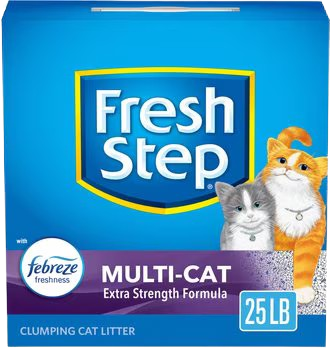 Fresh
Step®
with
febreze
freshness
MULTI-CAT
Extra Strength Formula
25 LB
CLUMPING CAT LITTER